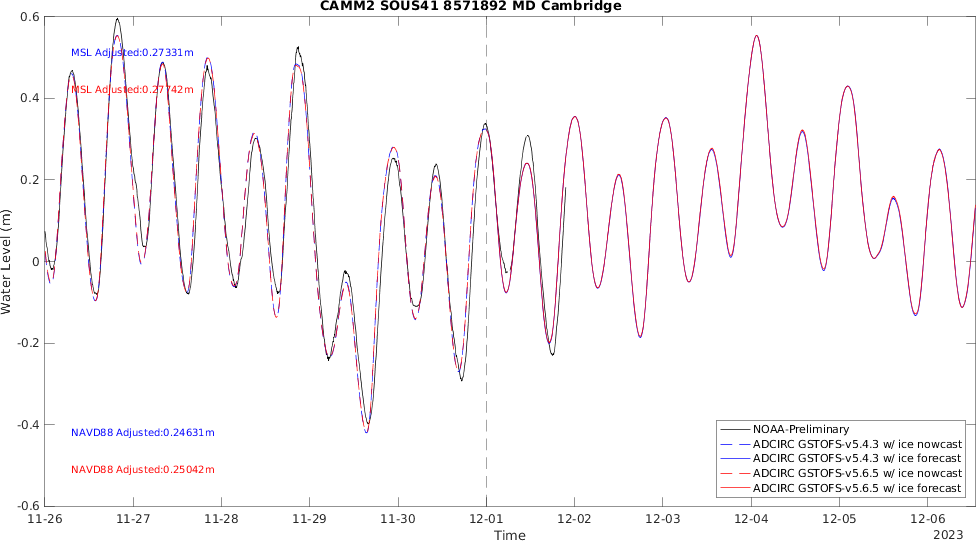 CAMM2 SOUS41 8571892 MD Cambridge
0.6
MSL Adjusted:0.27331m
MSL Adjusted:0.27742m
0.4
0.2
0
-0.2
-0.4
-0.6
Water Level (m)
NAVD88 Adjusted:0.24631m
NAVD88 Adjusted:0.25042m
NOAA-Preliminary
ADCIRC GSTOFS-v5.4.3 w/ ice nowcast
ADCIRC GSTOFS-v5.4.3 w/ ice forecast
ADCIRC GSTOFS-v5.6.5 w/ ice nowcast
ADCIRC GSTOFS-v5.6.5 w/ ice forecast
11-26 11-27 11-28 11-29 11-30 12-01 12-02 12-03 12-04 12-05 12-06
Time
2023